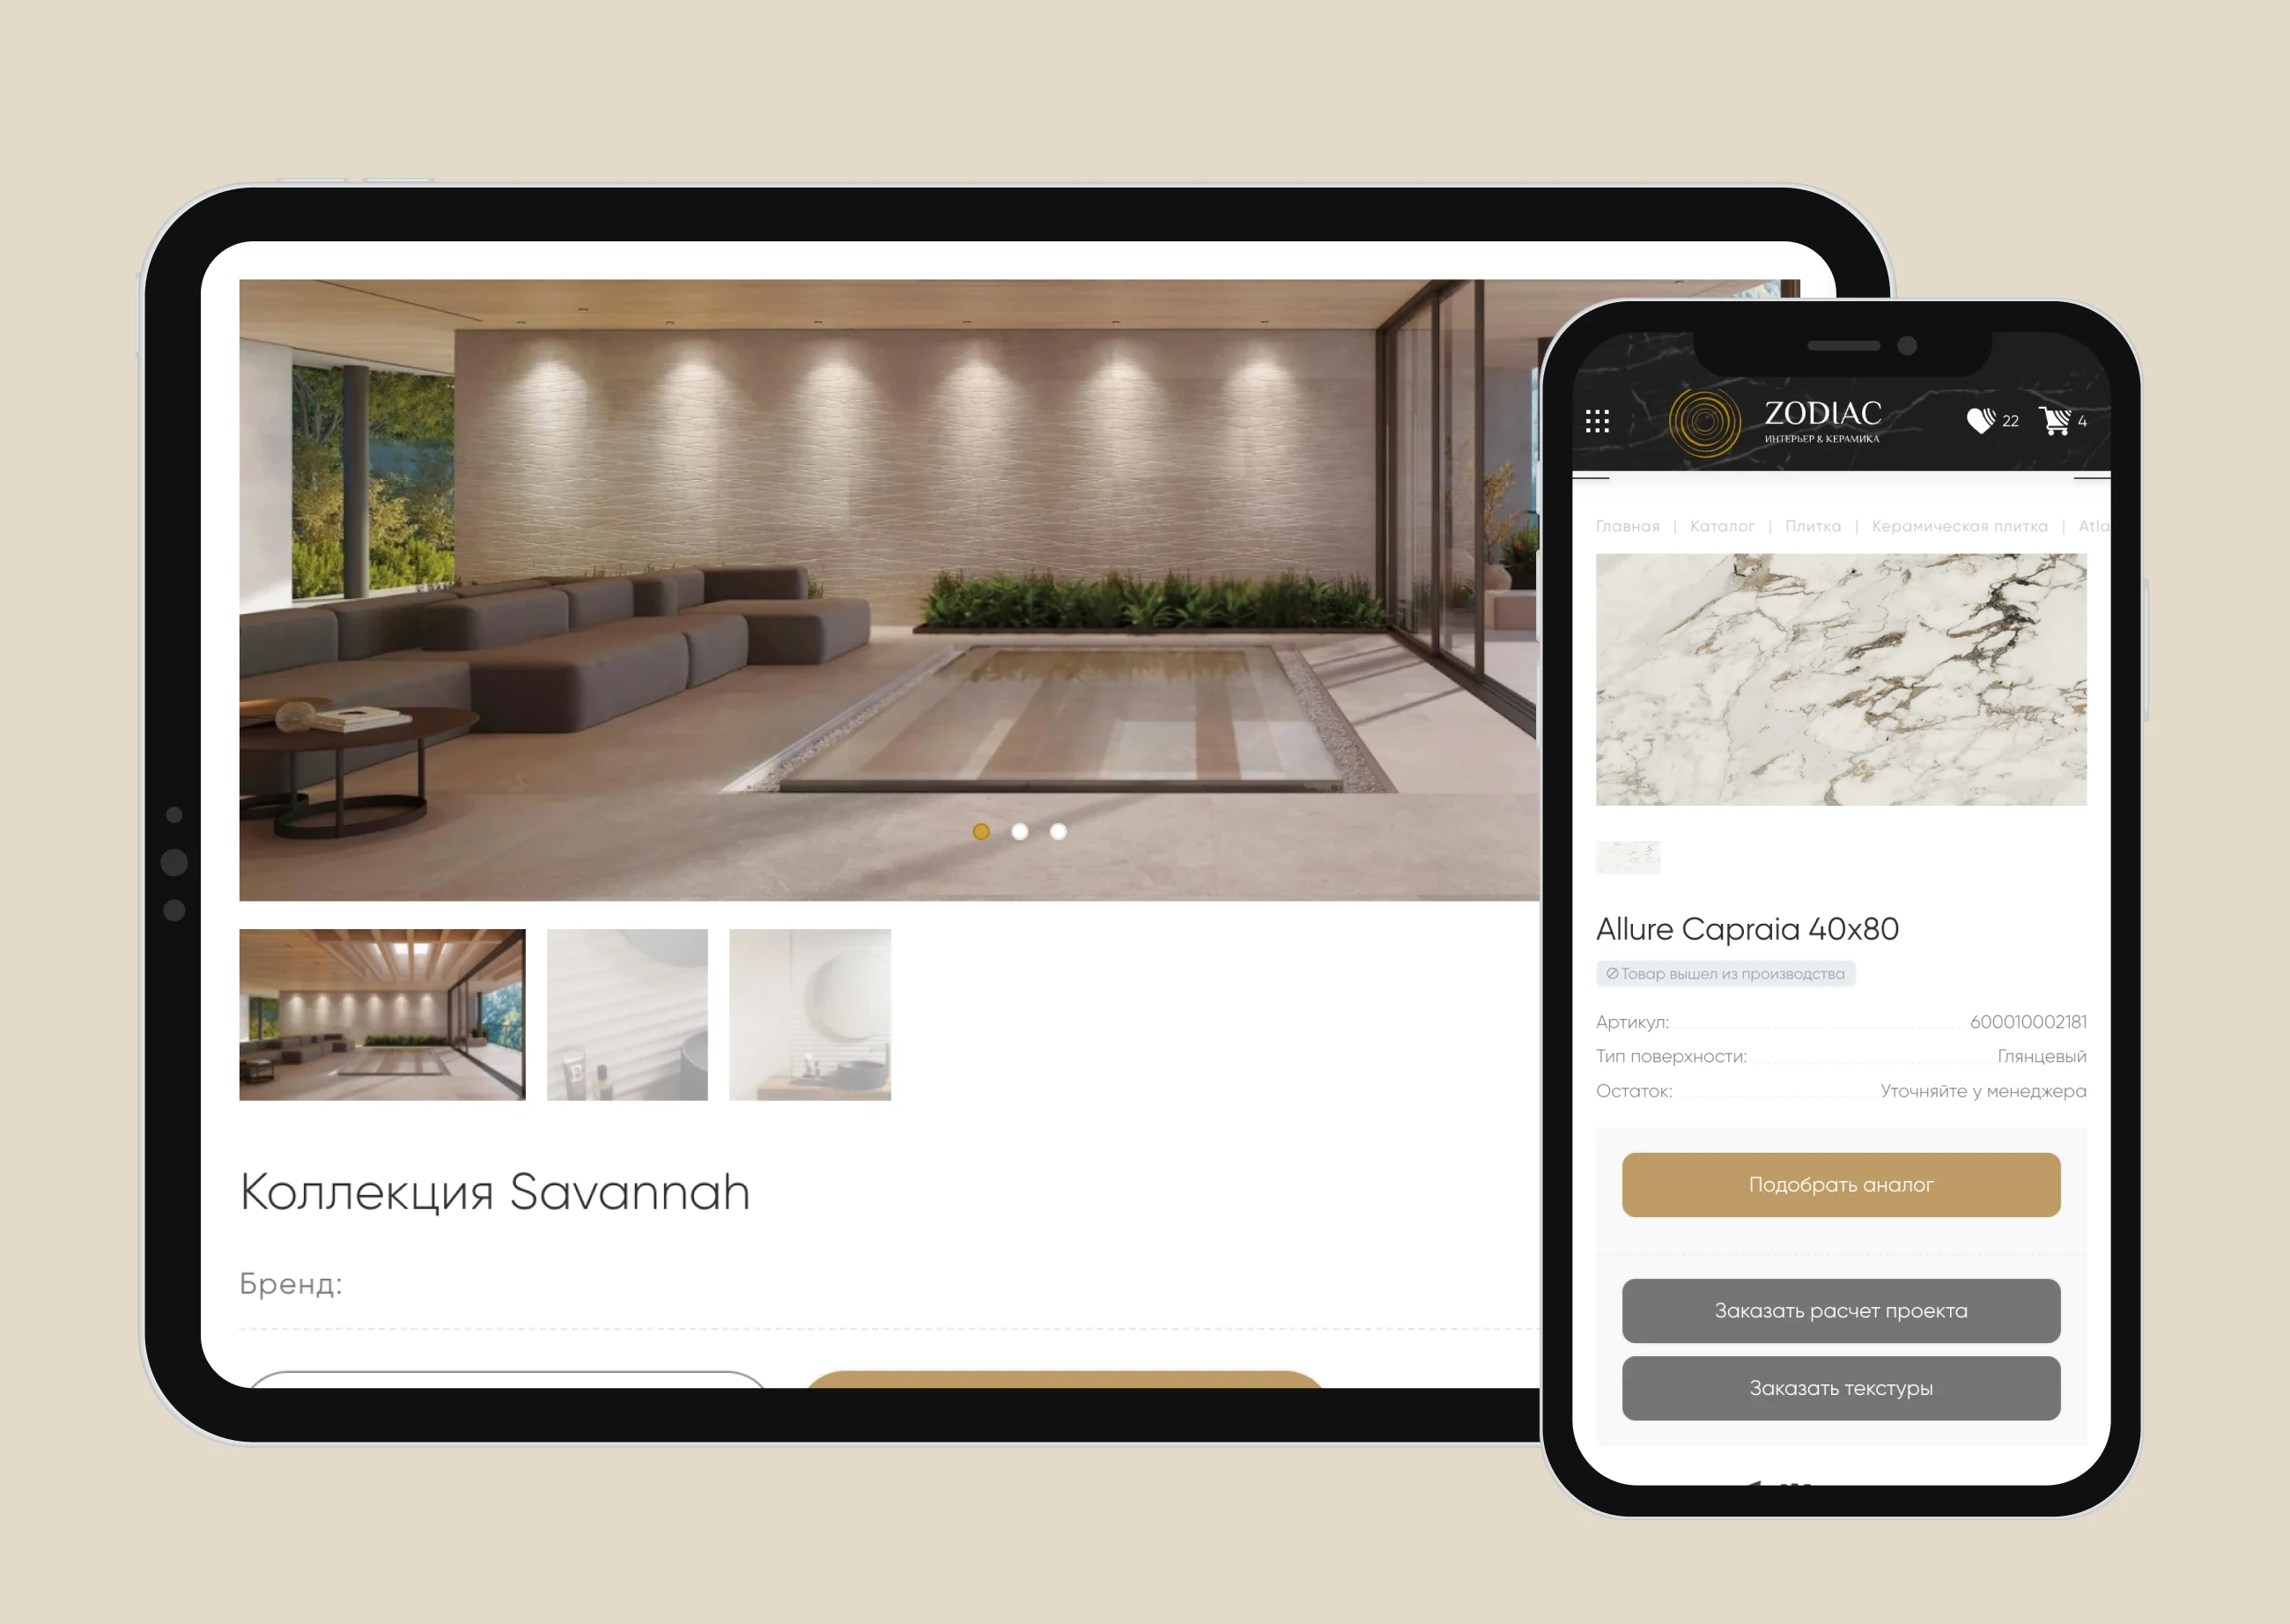 Коллекция Savannah
Бренд:
ZODIAC
ИНТЕРЬЕР & КЕРАМИКА
22
4
Главная | Каталог | Плитка | Керамическая плитка | Atla
Allure Capraia 40x80
Товар вышел из производства
Артикул: 600010002181
Тип поверхности: Глянцевый
Остаток: Уточняйте у менеджера
Подобрать аналог
Заказать расчет проекта
Заказать текстуры